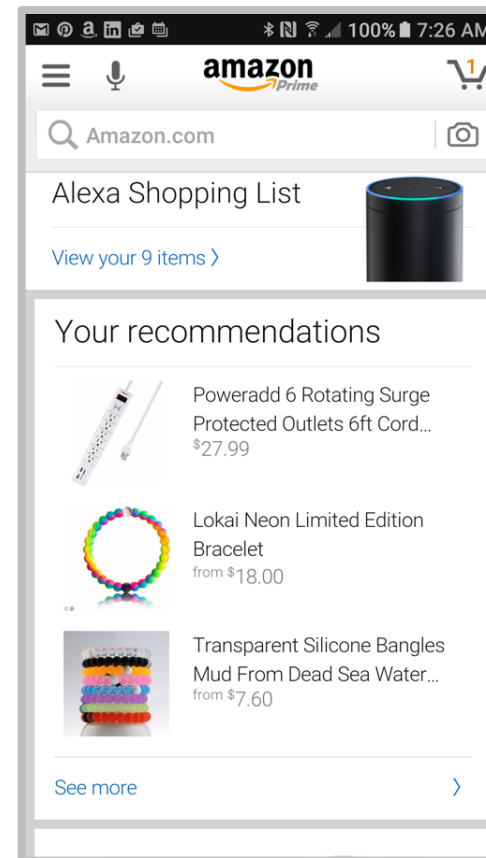 100% 7:26 AM
amazon
Prime
1
Amazon.com
Alexa Shopping List
View your 9 items
Your recommendations
Poweradd 6 Rotating Surge
Protected Outlets 6ft Cord...
$27.99
Lokai Neon Limited Edition
Bracelet
from $18.00
Transparent Silicone Bangles
Mud From Dead Sea Water...
from $7.60
See more